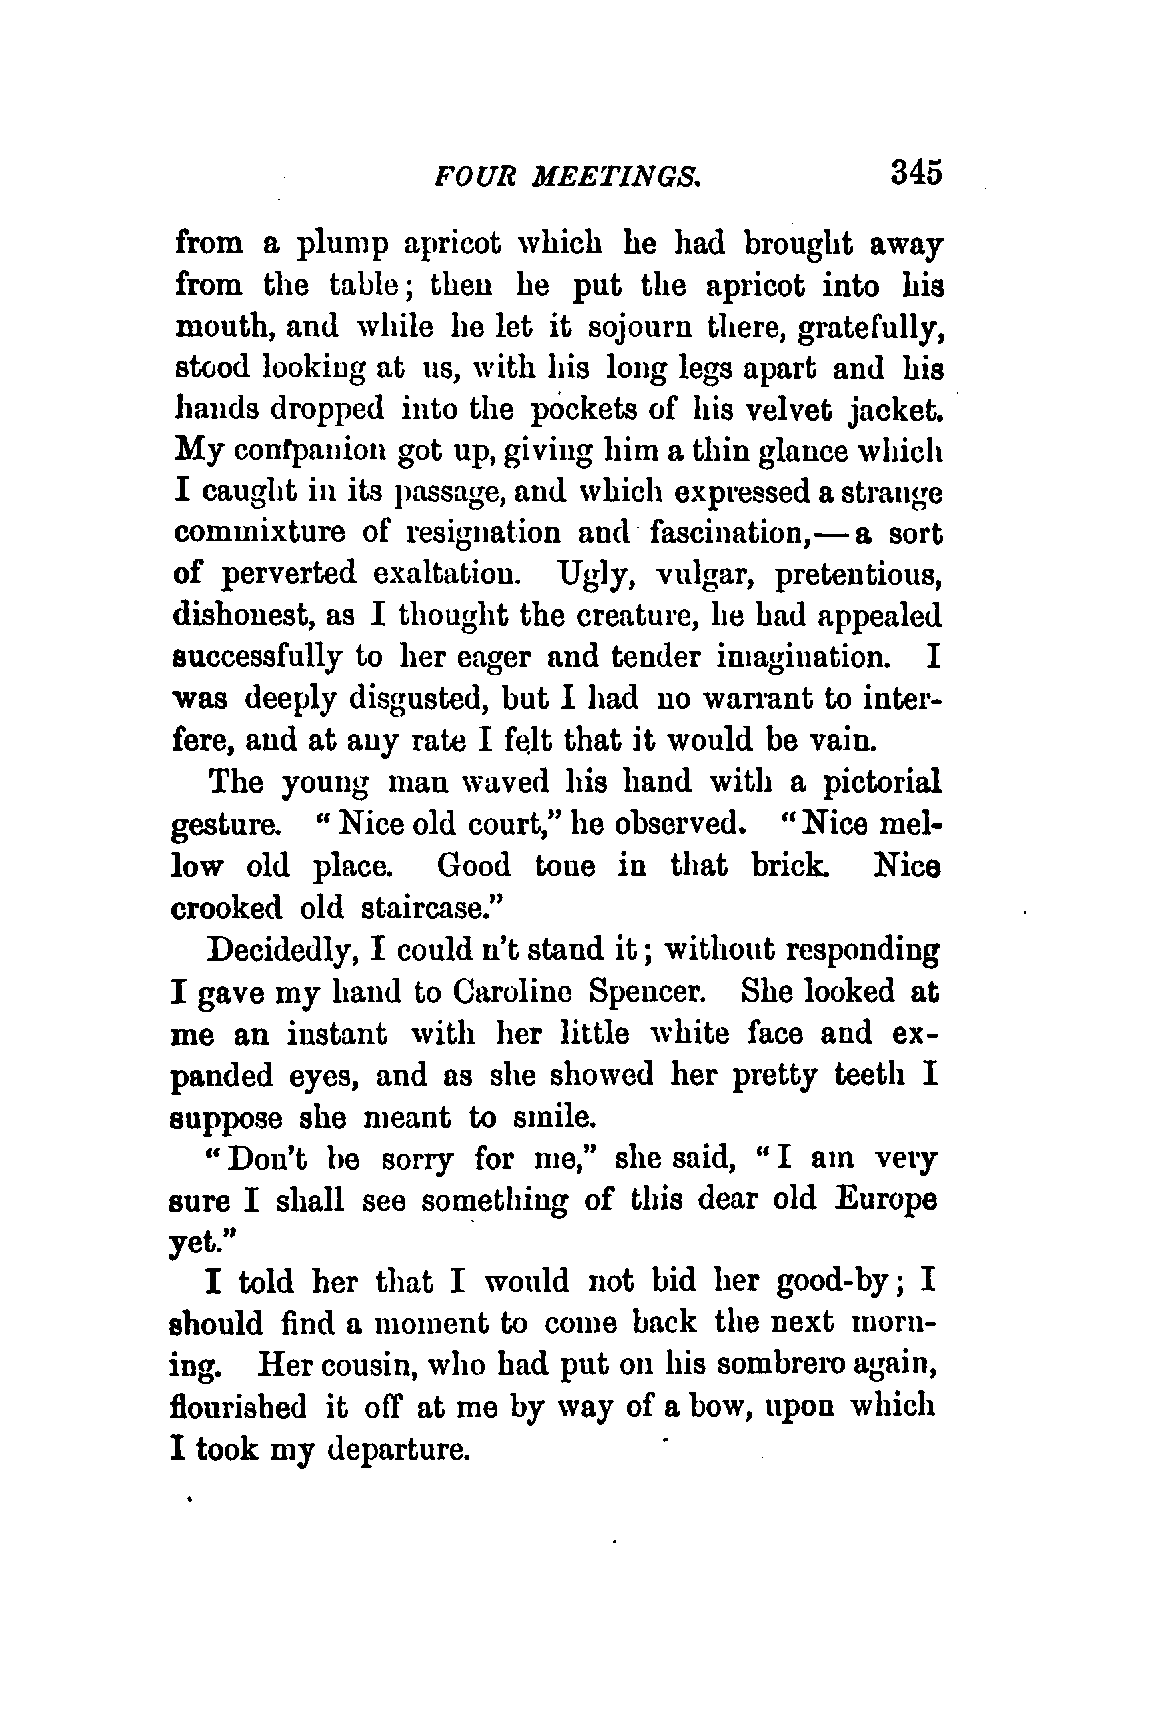 FOUR MEETINGS. 345
from a plump apricot which he had brought away
from the table; then he put the apricot into his
mouth, and while he let it sojourn there, gratefully,
stood looking at us, with his long legs apart and his
hands dropped into the pockets of his velvet jacket.
My companion got up, giving him a thin glance which
I caught in its passage, and which expressed a strange
commixture of resignation and fascination,—a sort
of perverted exaltation. Ugly, vulgar, pretentious,
dishonest, as I thought the creature, he had appealed
successfully to her eager and tender imagination. I
was deeply disgusted, but I had no warrant to inter-
fere, and at any rate I felt that it would be vain.
The young man waved his hand with a pictorial
gesture. “Nice old court,” he observed. “Nice mel-
low old place. Good tone in that brick. Nice
crooked old staircase.”
Decidedly, I could n’t stand it; without responding
I gave my hand to Caroline Spencer. She looked at
me an instant with her little white face and ex-
panded eyes, and as she showed her pretty teeth I
suppose she meant to smile.
“Don’t be sorry for me,” she said, “I am very
sure I shall see something of this dear old Europe
yet.”
I told her that I would not bid her good-by; I
should find a moment to come back the next morn-
ing. Her cousin, who had put on his sombrero again,
flourished it off at me by way of a bow, upon which
I took my departure.